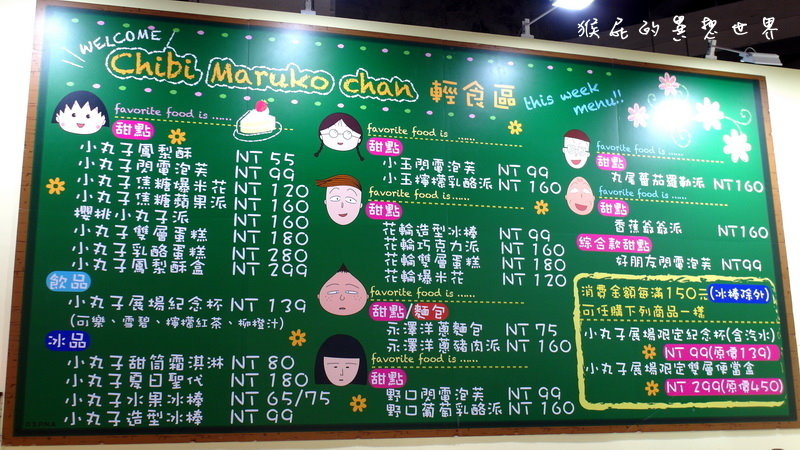 猴屁的異想世界
WELCOME!
Chibi Maruko chan 輕食區
this week menu!!
favorite food is ......
甜點
小丸子鳳梨酥 NT 55
小丸子閃電泡芙 NT 99
小丸子焦糖爆米花 NT 120
小丸子焦糖蘋果派 NT 160
櫻桃小丸子派 NT 160
小丸子雙層蛋糕 NT 180
小丸子乳酪蛋糕 NT 280
小丸子鳳梨酥盒 NT 299
飲品
小丸子展場紀念杯 NT 139
(可樂、雪碧、檸檬紅茶、柳橙汁)
冰品
小丸子甜筒霜淇淋 NT 80
小丸子夏日聖代 NT 180
小丸子水果冰棒 NT 65/75
小丸子造型冰棒 NT 99
favorite food is ......
甜點
小玉閃電泡芙 NT 99
小玉檸檬乳酪派 NT 160
favorite food is ......
甜點
花輪造型冰棒 NT 99
花輪巧克力派 NT 160
花輪雙層蛋糕 NT 180
花輪爆米花 NT 120
favorite food is ......
甜點/麵包
永澤洋蔥麵包 NT 75
永澤洋蔥豬肉派 NT 160
favorite food is ......
甜點
野口閃電泡芙 NT 99
野口葡萄乳酪派 NT 160
favorite food is ......
甜點
丸尾蕃茄羅勒派 NT160
favorite food is ......
甜點
香蕉爺爺派 NT160
綜合款甜點
好朋友閃電泡芙 NT99
消費金額每滿150元(冰棒除外)
可任購下列商品一樣
小丸子展場限定紀念杯(含汽水)
NT 99(原價139)
小丸子展場限定雙層便當盒
NT 299(原價450)